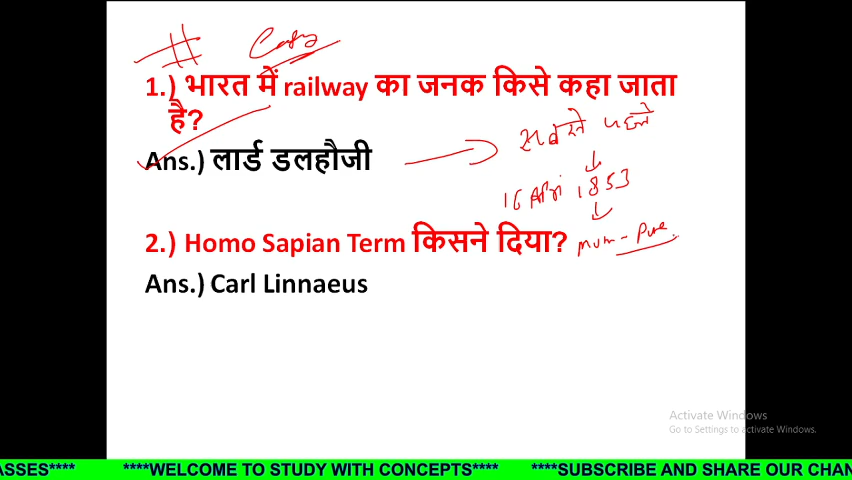 # Easy
1.) भारत में railway का जनक किसे कहा जाता
है?
Ans.) लार्ड डलहौजी
सबसे पहले
16 Apri 1853
2.) Homo Sapian Term किसने दिया?
Mum - Pune
Ans.) Carl Linnaeus
Activate Windows
Go to Settings to activate Windows.
ASSES**** ****WELCOME TO STUDY WITH CONCEPTS**** ****SUBSCRIBE AND SHARE OUR CHAN